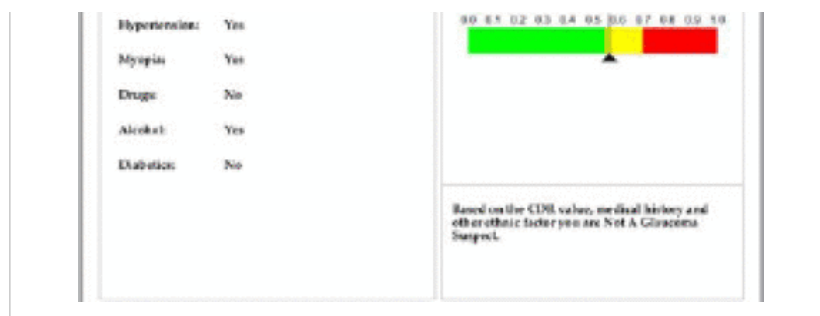 Hypertension: Yes
Myopia: Yes
Drugs: No
Alcohol: Yes
Diabetics: No
0.0 0.1 0.2 0.3 0.4 0.5 0.6 0.7 0.8 0.9 1.0
Based on the CDR value, medical history and
other ethnic factor you are Not A Glaucoma
Suspect.